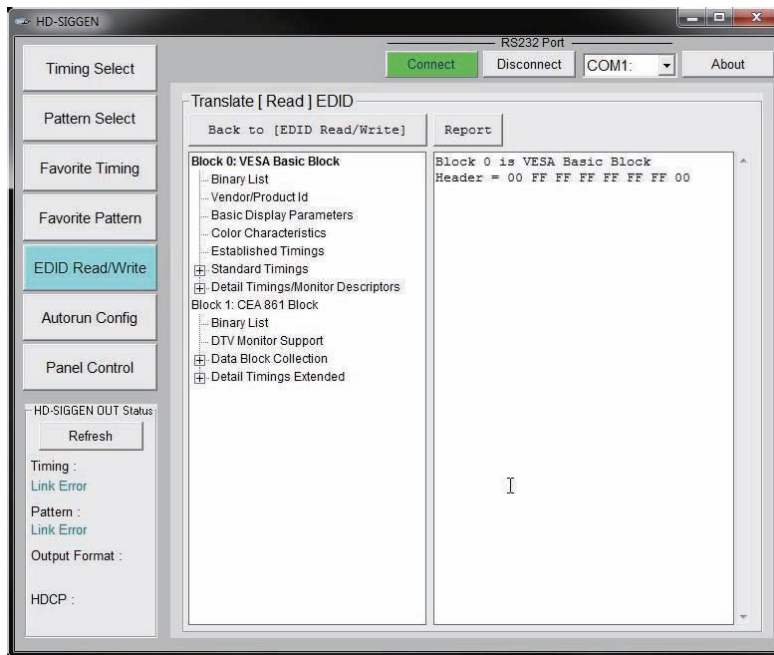 HD-SIGGEN
RS232 Port
Connect
Disconnect
COM1:
About
Timing Select
Pattern Select
Favorite Timing
Favorite Pattern
EDID Read/Write
Autorun Config
Panel Control
HD-SIGGEN OUT Status
Refresh
Timing :
Link Error
Pattern :
Link Error
Output Format :
HDCP :
Translate [ Read ] EDID
Back to [EDID Read/Write]
Report
Block 0: VESA Basic Block
Binary List
Vendor/Product Id
Basic Display Parameters
Color Characteristics
Established Timings
Standard Timings
Detail Timings/Monitor Descriptors
Block 1: CEA 861 Block
Binary List
DTV Monitor Support
Data Block Collection
Detail Timings Extended
Block 0 is VESA Basic Block
Header = 00 FF FF FF FF FF FF 00